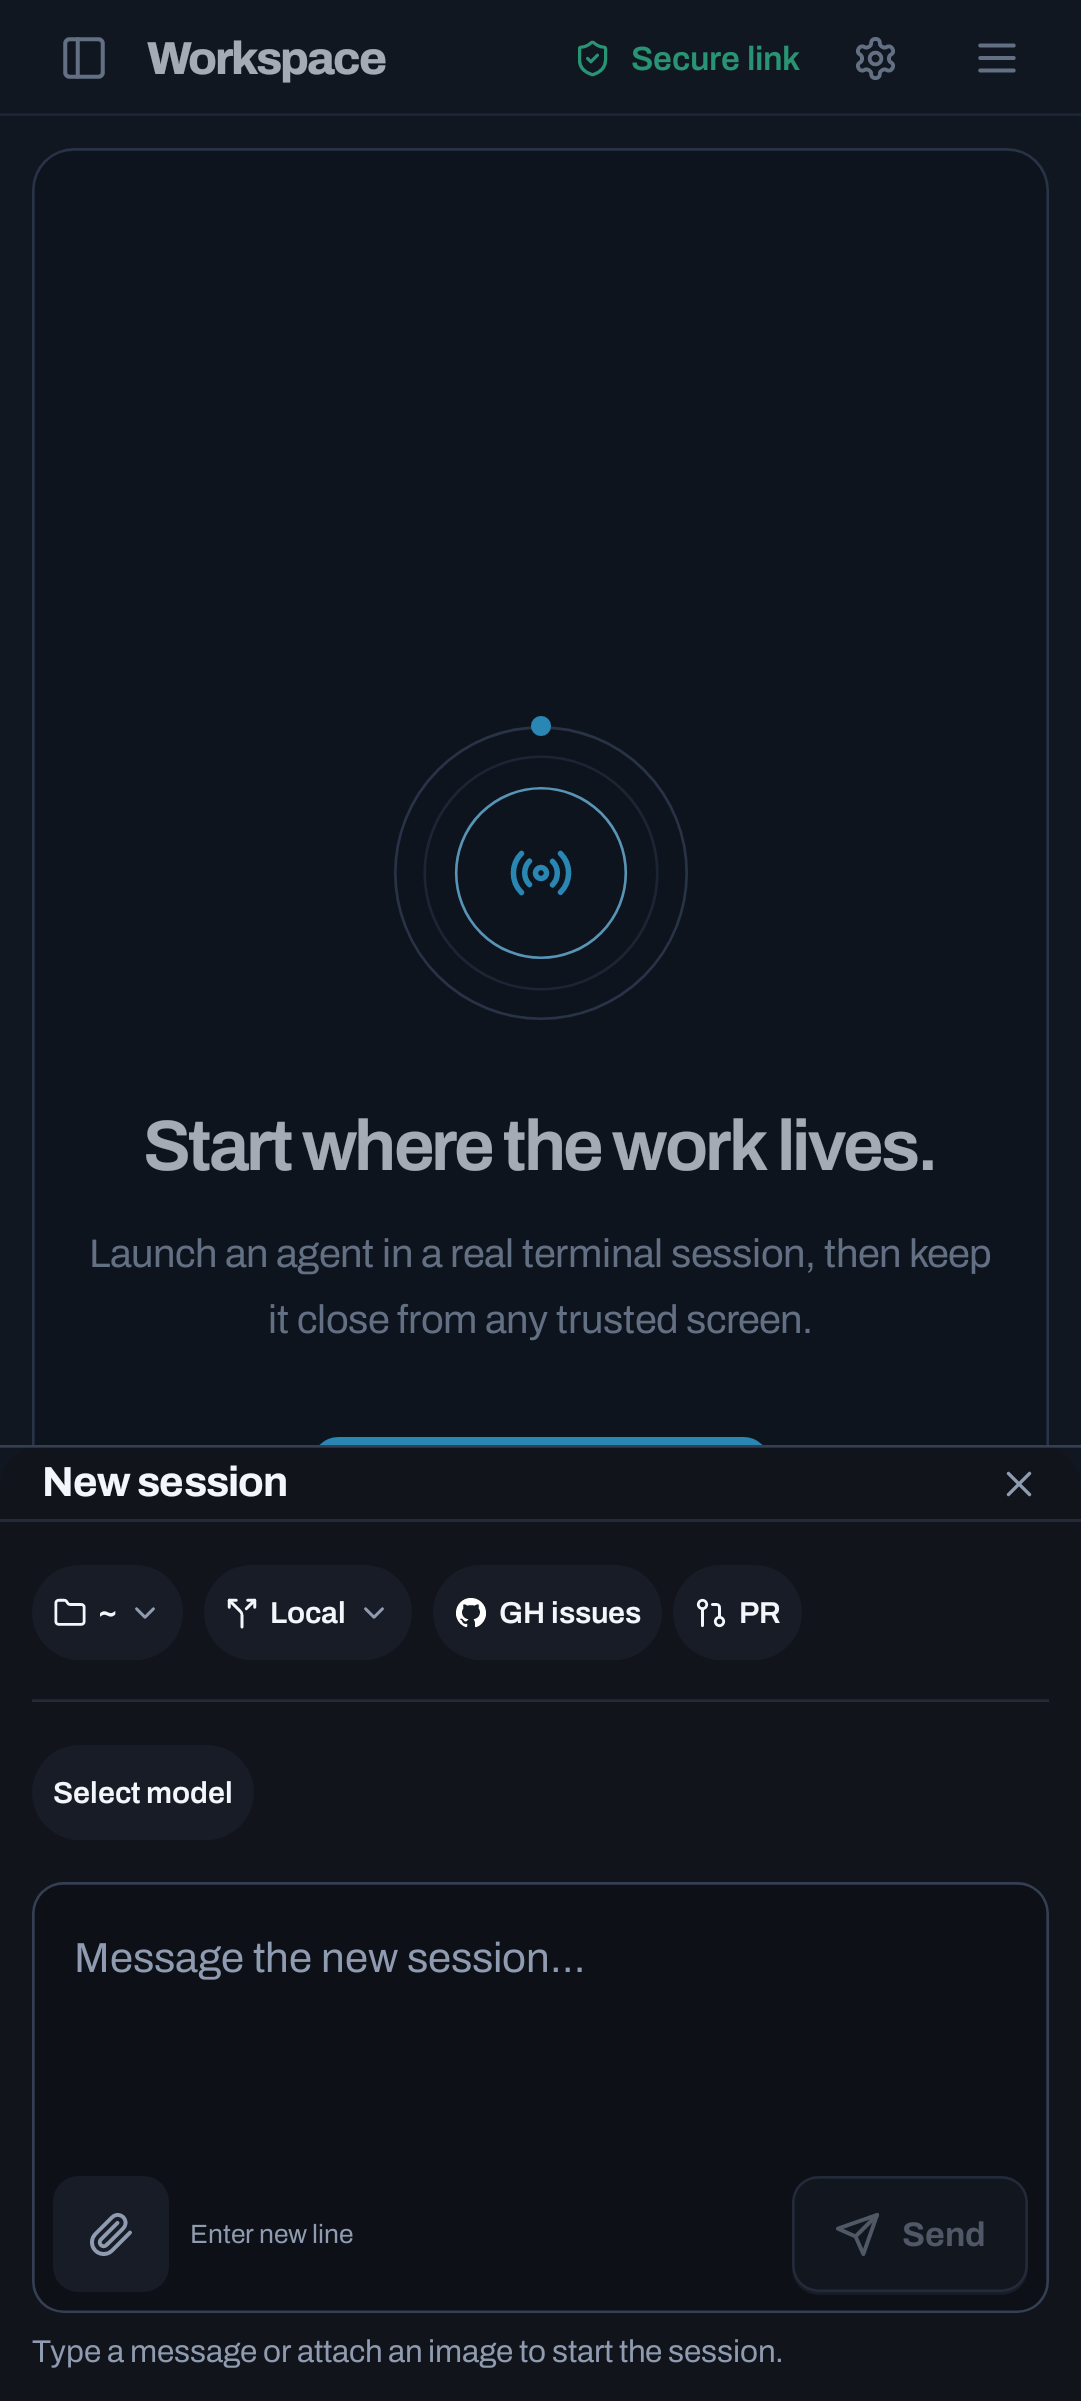 Workspace
Secure link
Start where the work lives.
Launch an agent in a real terminal session, then keep
it close from any trusted screen.
New session
~
Local
GH issues
PR
Select model
Message the new session...
Enter new line
Send
Type a message or attach an image to start the session.